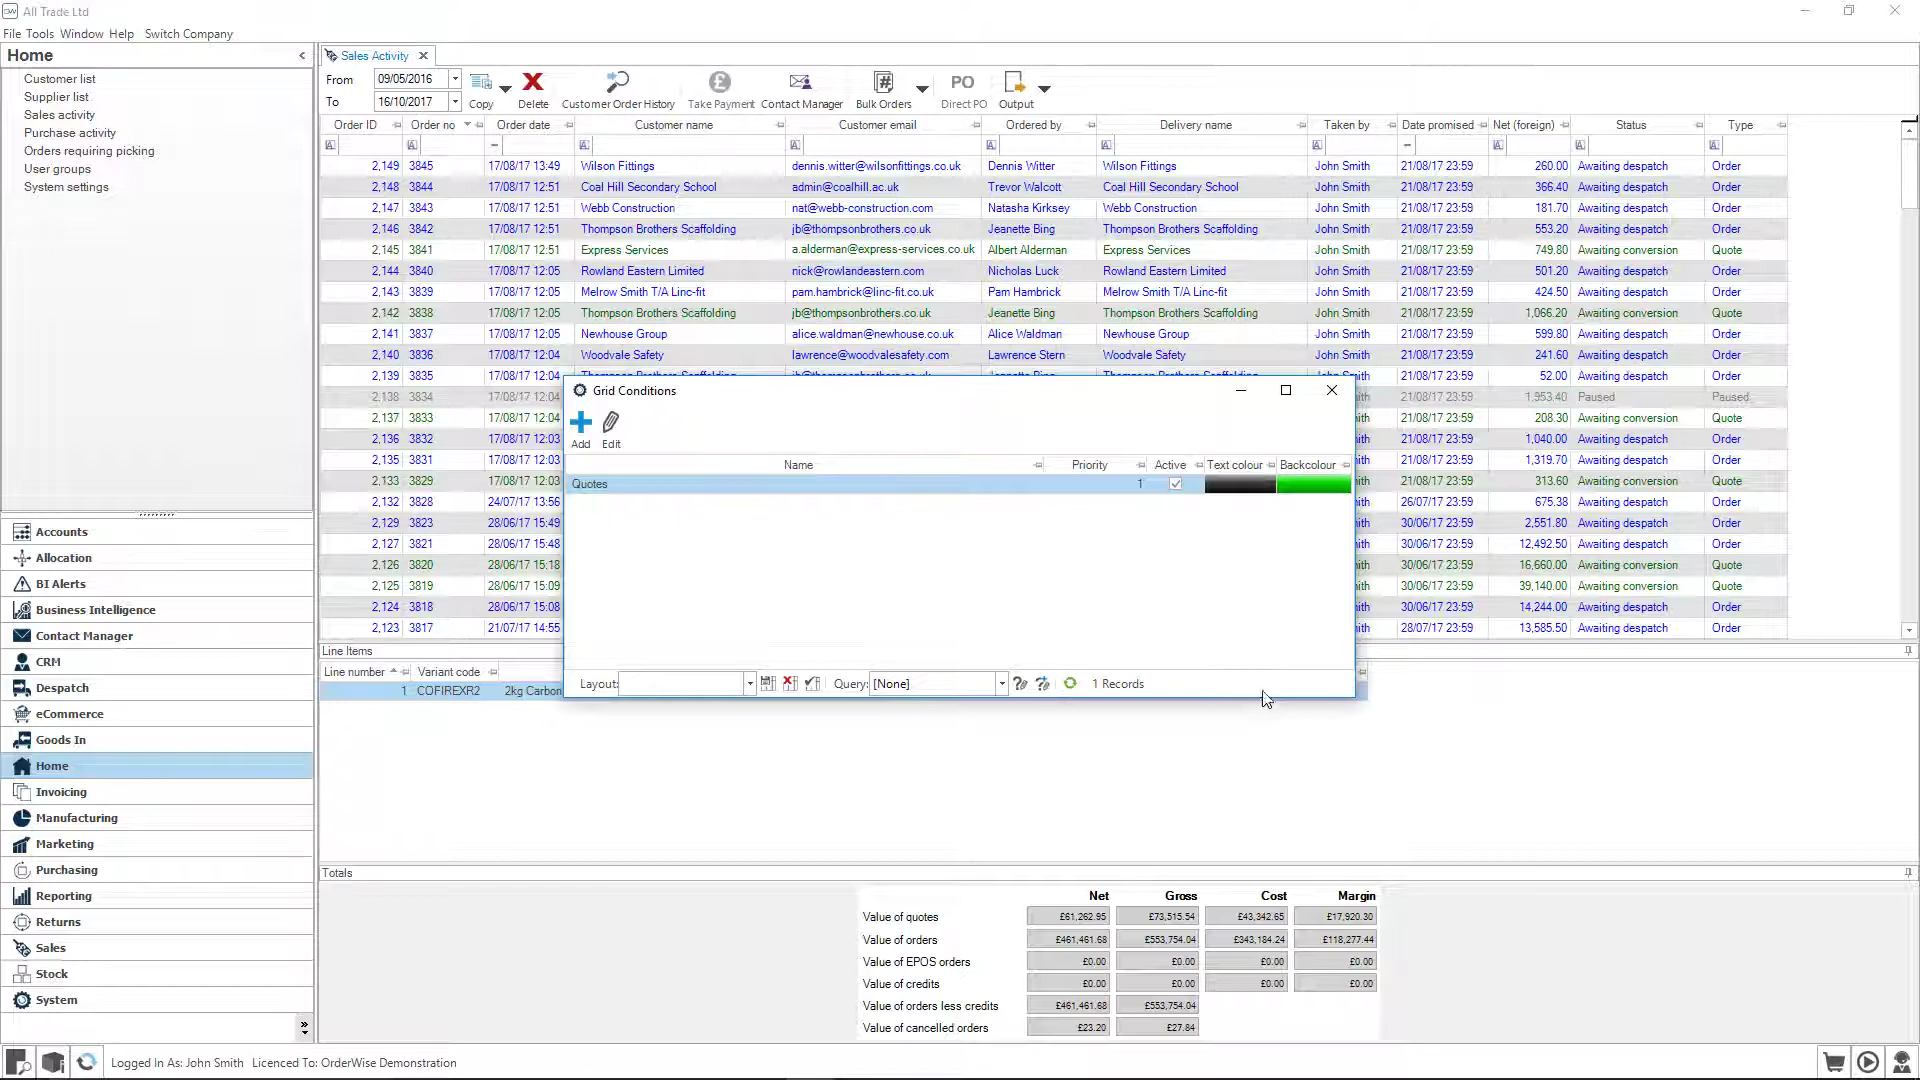 All Trade Ltd
File Tools Window Help Switch Company
Home
Customer list
Supplier list
Sales activity
Purchase activity
Orders requiring picking
User groups
System settings
Accounts
Allocation
BI Alerts
Business Intelligence
Contact Manager
CRM
Despatch
eCommerce
Goods In
Home
Invoicing
Manufacturing
Marketing
Purchasing
Reporting
Returns
Sales
Stock
System
Sales Activity
From 09/05/2016
To 16/10/2017
Copy Delete Customer Order History Take Payment Contact Manager Bulk Orders PO Direct PO Output
Order ID Order no Order date Customer name Customer email Ordered by Delivery name Taken by Date promised Net (foreign) Status Type
2,149 3845 17/08/17 13:49 Wilson Fittings dennis.witter@wilsonfittings.co.uk Dennis Witter Wilson Fittings John Smith 21/08/17 23:59 260.00 Awaiting despatch Order
2,148 3844 17/08/17 12:51 Coal Hill Secondary School admin@coalhill.ac.uk Trevor Walcott Coal Hill Secondary School John Smith 21/08/17 23:59 366.40 Awaiting despatch Order
2,147 3843 17/08/17 12:51 Webb Construction nat@webb-construction.com Natasha Kirksey Webb Construction John Smith 21/08/17 23:59 181.70 Awaiting despatch Order
2,146 3842 17/08/17 12:51 Thompson Brothers Scaffolding jb@thompsonbrothers.co.uk Jeanette Bing Thompson Brothers Scaffolding John Smith 21/08/17 23:59 553.20 Awaiting despatch Order
2,145 3841 17/08/17 12:51 Express Services a.alderman@express-services.co.uk Albert Alderman Express Services John Smith 21/08/17 23:59 749.80 Awaiting conversion Quote
2,144 3840 17/08/17 12:05 Rowland Eastern Limited nick@rowlandeastern.com Nicholas Luck Rowland Eastern Limited John Smith 21/08/17 23:59 501.20 Awaiting despatch Order
2,143 3839 17/08/17 12:05 Melrow Smith T/A Linc-fit pam.hambrick@linc-fit.co.uk Pam Hambrick Melrow Smith T/A Linc-fit John Smith 21/08/17 23:59 424.50 Awaiting despatch Order
2,142 3838 17/08/17 12:05 Thompson Brothers Scaffolding jb@thompsonbrothers.co.uk Jeanette Bing Thompson Brothers Scaffolding John Smith 21/08/17 23:59 1,066.20 Awaiting conversion Quote
2,141 3837 17/08/17 12:05 Newhouse Group alice.waldman@newhouse.co.uk Alice Waldman Newhouse Group John Smith 21/08/17 23:59 599.80 Awaiting despatch Order
2,140 3836 17/08/17 12:04 Woodvale Safety lawrence@woodvalesafety.com Lawrence Stern Woodvale Safety John Smith 21/08/17 23:59 241.60 Awaiting despatch Order
2,139 3835 17/08/17 12:04 John Smith 21/08/17 23:59 52.00 Awaiting despatch Order
2,138 3834 17/08/17 12:04 ith 21/08/17 23:59 1,953.40 Paused Paused
2,137 3833 17/08/17 12:04 ith 21/08/17 23:59 208.30 Awaiting conversion Quote
2,136 3832 17/08/17 12:03 ith 21/08/17 23:59 1,040.00 Awaiting despatch Order
2,135 3831 17/08/17 12:03 ith 21/08/17 23:59 1,319.70 Awaiting despatch Order
2,133 3829 17/08/17 12:03 ith 21/08/17 23:59 313.60 Awaiting conversion Quote
2,132 3828 24/07/17 13:56 ith 26/07/17 23:59 675.38 Awaiting despatch Order
2,129 3823 28/06/17 15:49 ith 30/06/17 23:59 2,551.80 Awaiting despatch Order
2,127 3821 28/06/17 15:48 ith 30/06/17 23:59 12,492.50 Awaiting despatch Order
2,126 3820 28/06/17 15:18 ith 30/06/17 23:59 16,660.00 Awaiting conversion Quote
2,125 3819 28/06/17 15:09 ith 30/06/17 23:59 39,140.00 Awaiting conversion Quote
2,124 3818 28/06/17 15:08 ith 30/06/17 23:59 14,244.00 Awaiting despatch Order
2,123 3817 21/07/17 14:55 ith 28/07/17 23:59 13,585.50 Awaiting despatch Order
Grid Conditions
Add Edit
Name Priority Active Text colour Backcolour
Quotes 1
Layout: Query: [None] 1 Records
Line Items
Line number Variant code
1 COFIREXR2 2kg Carbon
Totals
Net Gross Cost Margin
Value of quotes £61,262.95 £73,515.54 £43,342.65 £17,920.30
Value of orders £461,461.68 £553,754.04 £343,184.24 £118,277.44
Value of EPOS orders £0.00 £0.00 £0.00 £0.00
Value of credits £0.00 £0.00 £0.00 £0.00
Value of orders less credits £461,461.68 £553,754.04
Value of cancelled orders £23.20 £27.84
Logged In As: John Smith Licenced To: OrderWise Demonstration